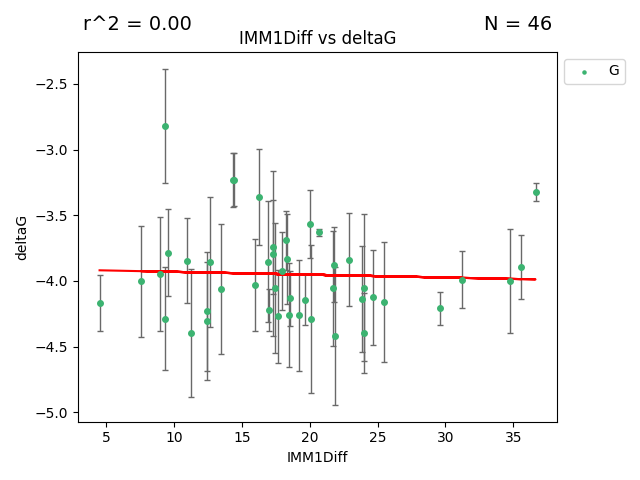 r^2 = 0.00
N = 46
IMM1Diff vs deltaG
G
−2.5
−3.0
−3.5
−4.0
−4.5
−5.0
deltaG
5 10 15 20 25 30 35
IMM1Diff